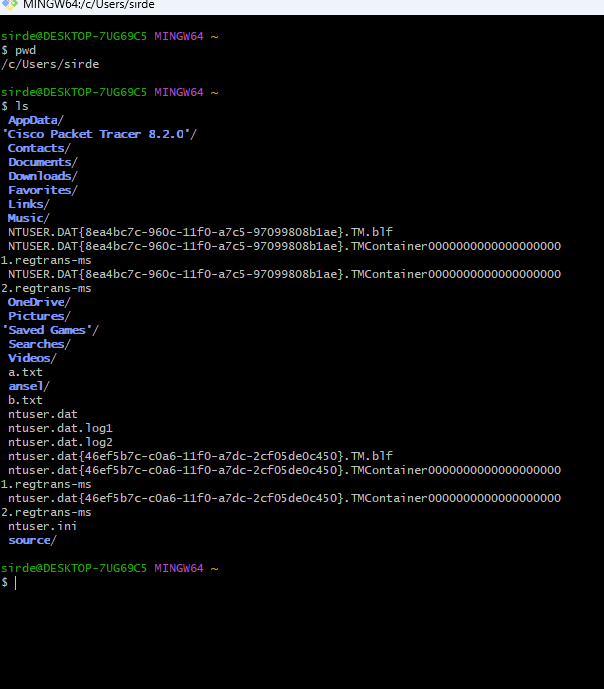 MINGW64:/c/Users/sirde
sirde@DESKTOP-7UG69C5 MINGW64 ~
$ pwd
/c/Users/sirde
sirde@DESKTOP-7UG69C5 MINGW64 ~
$ ls
AppData/
'Cisco Packet Tracer 8.2.0'/
Contacts/
Documents/
Downloads/
Favorites/
Links/
Music/
NTUSER.DAT{8ea4bc7c-960c-11f0-a7c5-97099808b1ae}.TM.blf
NTUSER.DAT{8ea4bc7c-960c-11f0-a7c5-97099808b1ae}.TMContainer0000000000000000000
1.regtrans-ms
NTUSER.DAT{8ea4bc7c-960c-11f0-a7c5-97099808b1ae}.TMContainer0000000000000000000
2.regtrans-ms
OneDrive/
Pictures/
'Saved Games'/
Searches/
Videos/
a.txt
ansel/
b.txt
ntuser.dat
ntuser.dat.log1
ntuser.dat.log2
ntuser.dat{46ef5b7c-c0a6-11f0-a7dc-2cf05de0c450}.TM.blf
ntuser.dat{46ef5b7c-c0a6-11f0-a7dc-2cf05de0c450}.TMContainer0000000000000000000
1.regtrans-ms
ntuser.dat{46ef5b7c-c0a6-11f0-a7dc-2cf05de0c450}.TMContainer0000000000000000000
2.regtrans-ms
ntuser.ini
source/
sirde@DESKTOP-7UG69C5 MINGW64 ~
$